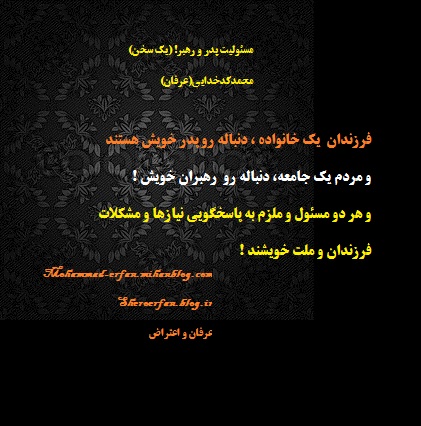 مسئولیت پدر و رهبر! (یک سخن)
محمدکدخدایی(عرفان)
فرزندان یک خانواده ، دنباله رو پدر خویش هستند
و مردم یک جامعه، دنباله رو رهبران خویش !
و هر دو مسئول و ملزم به پاسخگویی نیازها و مشکلات
فرزندان و ملت خویشند !
Mohammad-erfan.mihanblog.com
Sheroerfan.blog.ir
عرفان و اعتراض